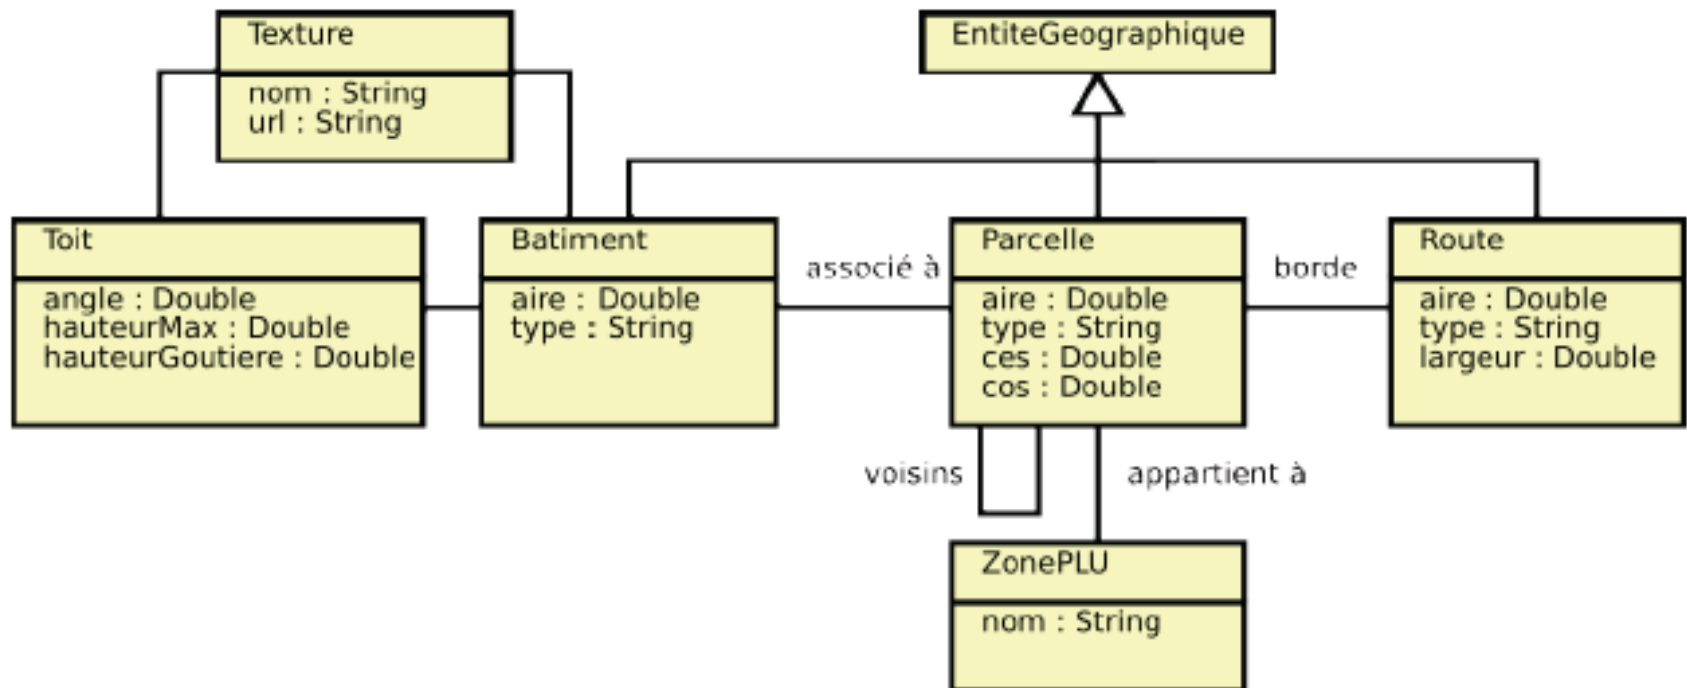 Texture
nom : String
url : String
EntiteGeographique
Toit
angle : Double
hauteurMax : Double
hauteurGoutiere : Double
Batiment
aire : Double
type : String
associé à
Parcelle
aire : Double
type : String
ces : Double
cos : Double
borde
Route
aire : Double
type : String
largeur : Double
voisins
appartient à
ZonePLU
nom : String